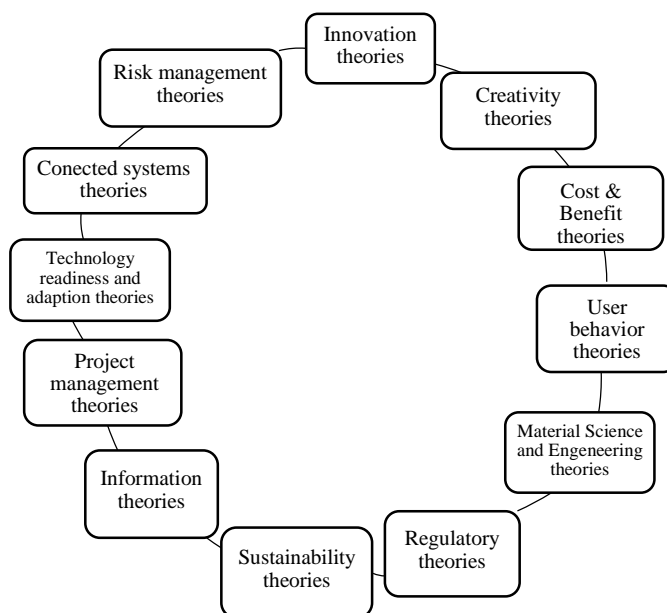 Innovation
theories
Creativity
theories
Cost &
Benefit
theories
User
behavior
theories
Material Science
and Engeneering
theories
Regulatory
theories
Sustainability
theories
Information
theories
Project
management
theories
Technology
readiness and
adaption theories
Conected systems
theories
Risk management
theories